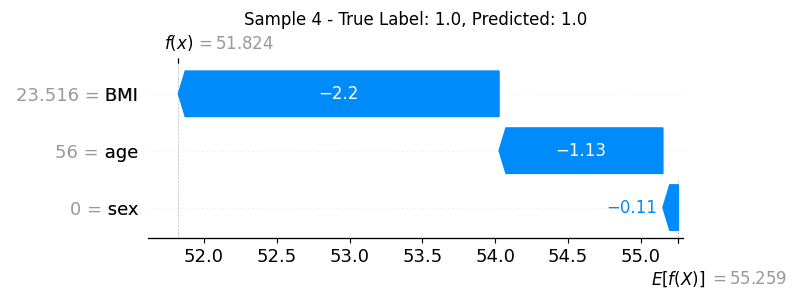 Sample 4 - True Label: 1.0, Predicted: 1.0
f(x) = 51.824
23.516 = BMI
−2.2
56 = age
−1.13
0 = sex
−0.11
52.0 52.5 53.0 53.5 54.0 54.5 55.0
E[f(X)] = 55.259